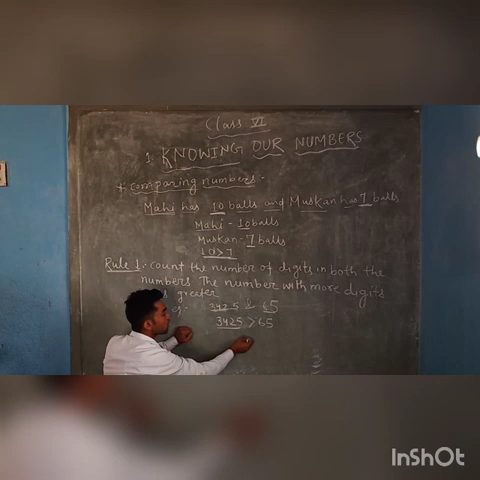 Class VI
1. KNOWING OUR NUMBERS
* Comparing numbers -
Mahi has 10 balls and Muskan has 7 balls
Mahi - 10 balls
Muskan - 7 balls
10 > 7
Rule 1:- Count the number of digits in both the
numbers. The number with more digits
greater
3425 & 65
3425 > 65
InShOt